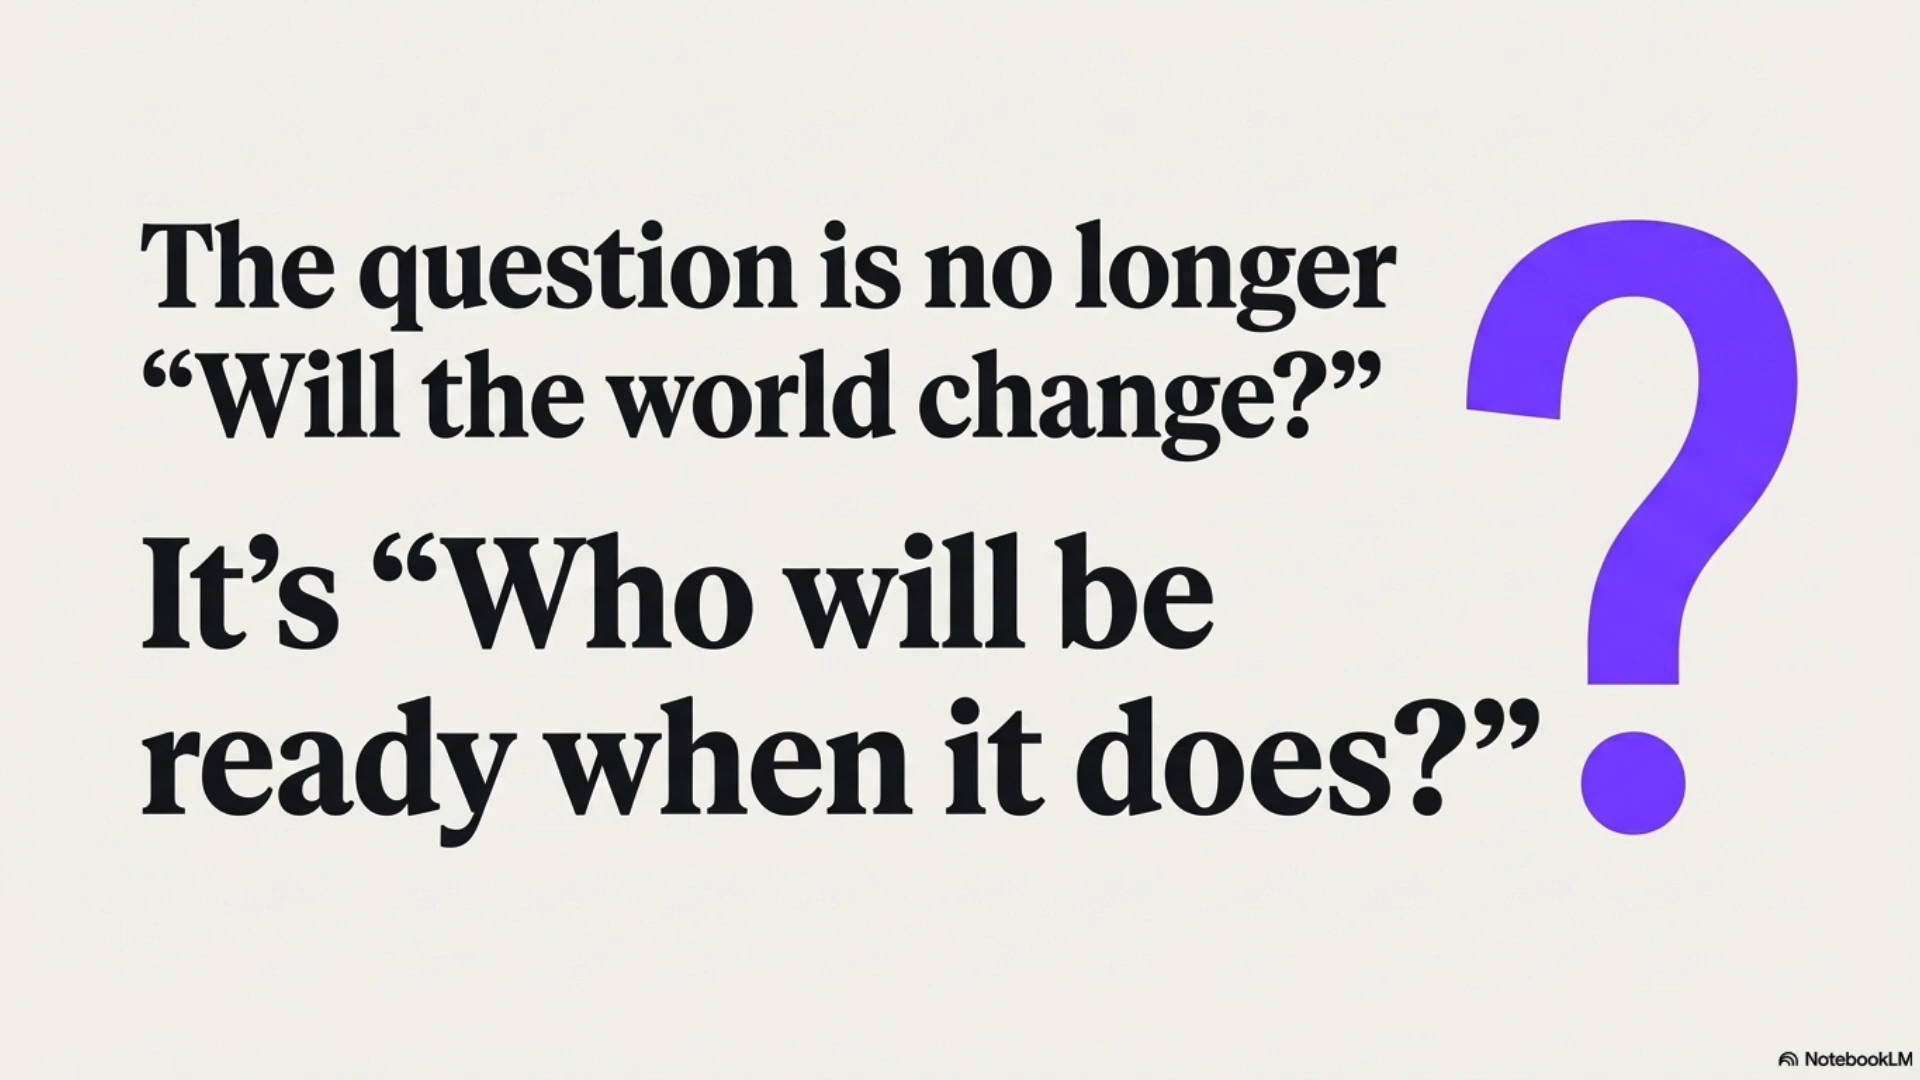 The question is no longer
“Will the world change?”
It’s “Who will be
ready when it does?”
?
NotebookLM